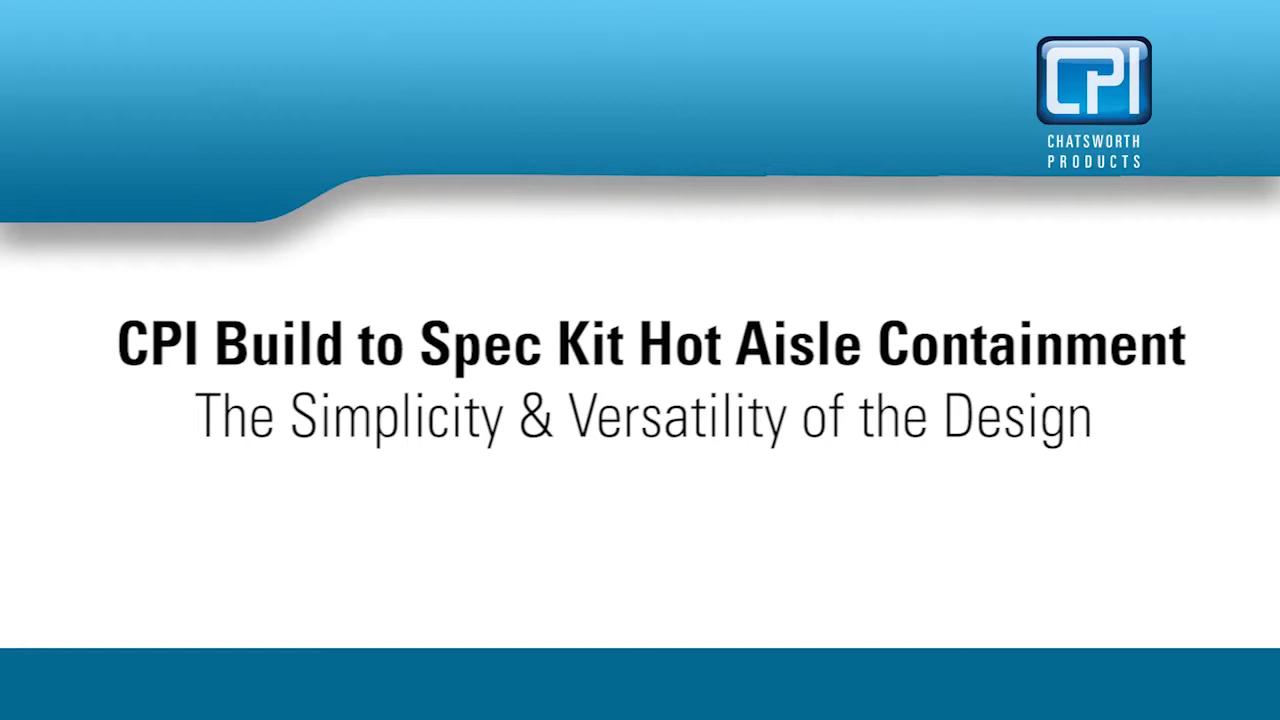 CPI
CHATSWORTH
PRODUCTS
CPI Build to Spec Kit Hot Aisle Containment
The Simplicity & Versatility of the Design